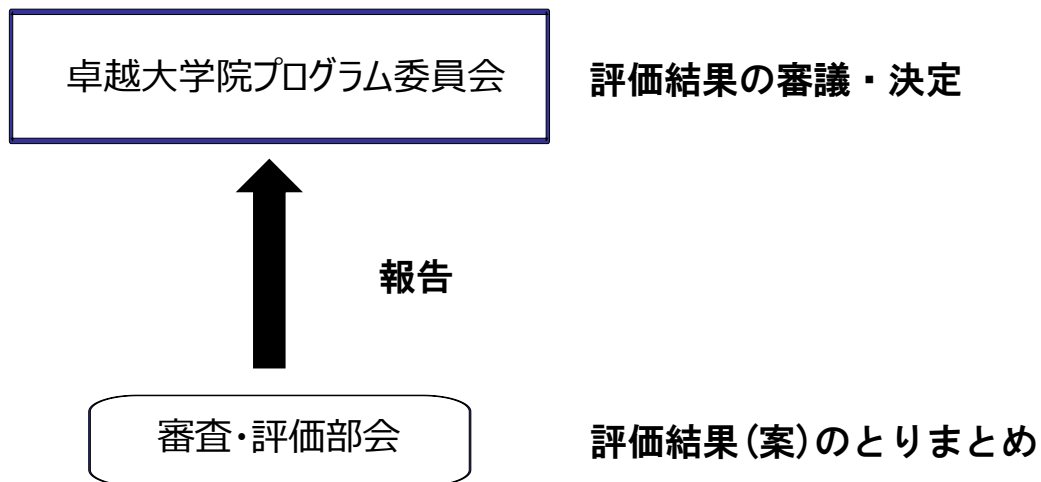 卓越大学院プログラム委員会
評価結果の審議・決定
報告
審査・評価部会
評価結果(案)のとりまとめ